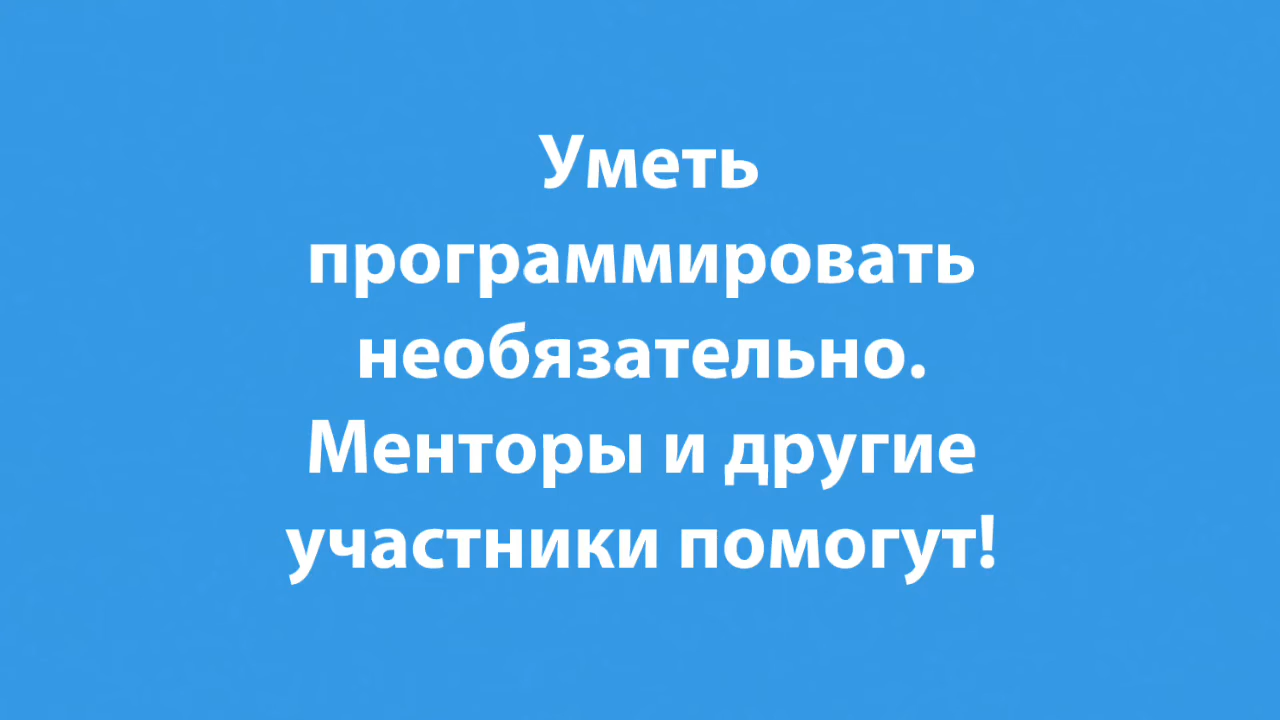 Уметь
программировать
необязательно.
Менторы и другие
участники помогут!